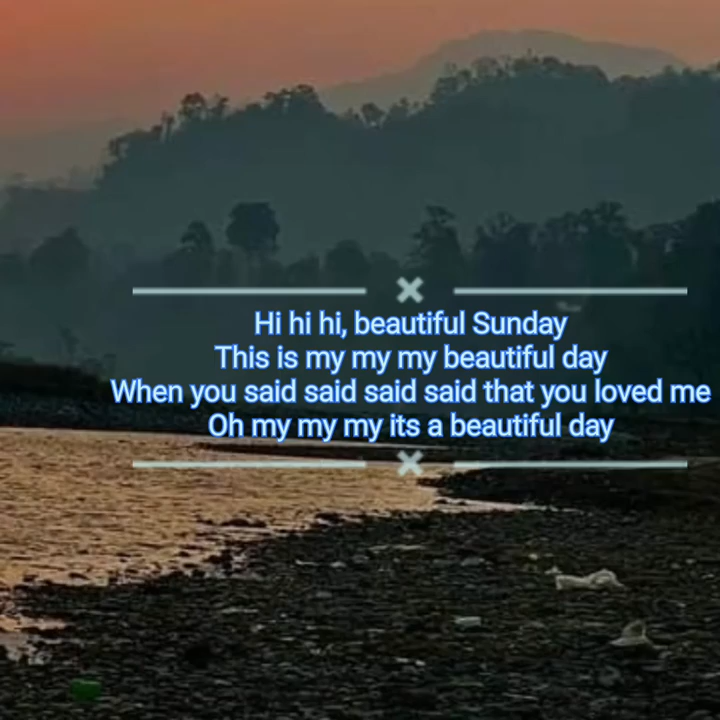 Hi hi hi, beautiful Sunday
This is my my my beautiful day
When you said said said said that you loved me
Oh my my my its a beautiful day